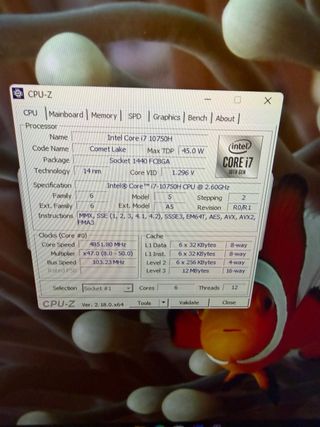 CPU-Z
CPU Mainboard Memory SPD Graphics Bench About
Processor
Name Intel Core i7 10750H
Code Name Comet Lake Max TDP 45.0 W
Package Socket 1440 FCBGA
Technology 14 nm Core VID 1.296 V
intel
CORE i7
10TH GEN
Specification Intel® Core™ i7-10750H CPU @ 2.60GHz
Family 6 Model 5 Stepping 2
Ext. Family 6 Ext. Model A5 Revision R0/R1
Instructions MMX, SSE (1, 2, 3, 4.1, 4.2), SSSE3, EM64T, AES, AVX, AVX2,
FMA3
Clocks (Core #0) Cache
Core Speed 4851.80 MHz L1 Data 6 x 32 KBytes 8-way
Multiplier x47.0 (8.0 - 50.0) L1 Inst. 6 x 32 KBytes 8-way
Bus Speed 103.23 MHz Level 2 6 x 256 KBytes 4-way
Rated FSB Level 3 12 MBytes 16-way
Selection Socket #1 Cores 6 Threads 12
CPU-Z Ver. 2.18.0.x64 Tools Validate Close